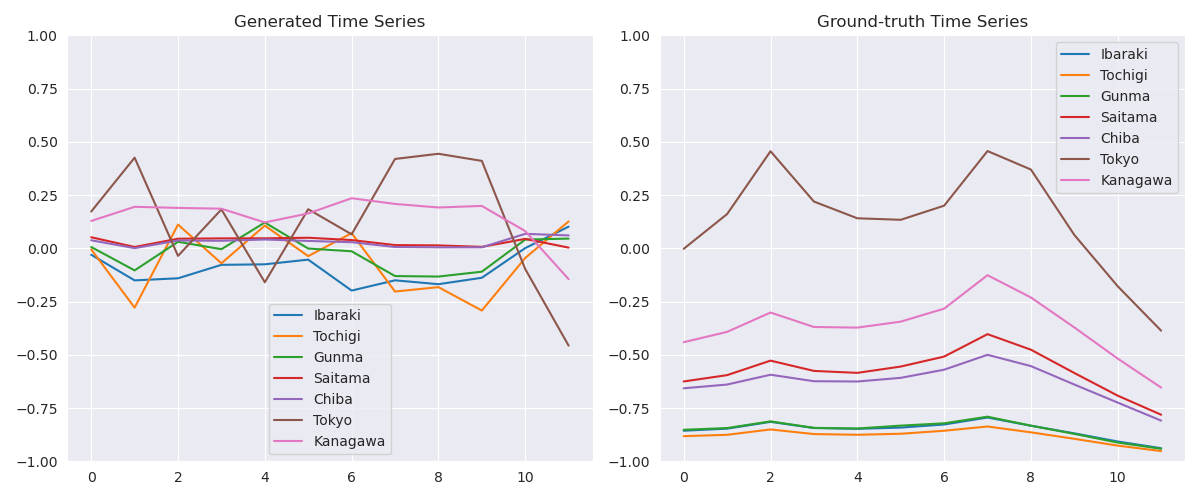 Generated Time Series
1.00
0.75
0.50
0.25
0.00
−0.25
−0.50
−0.75
−1.00
0 2 4 6 8 10
Ibaraki
Tochigi
Gunma
Saitama
Chiba
Tokyo
Kanagawa
Ground-truth Time Series
1.00
0.75
0.50
0.25
0.00
−0.25
−0.50
−0.75
−1.00
0 2 4 6 8 10
Ibaraki
Tochigi
Gunma
Saitama
Chiba
Tokyo
Kanagawa